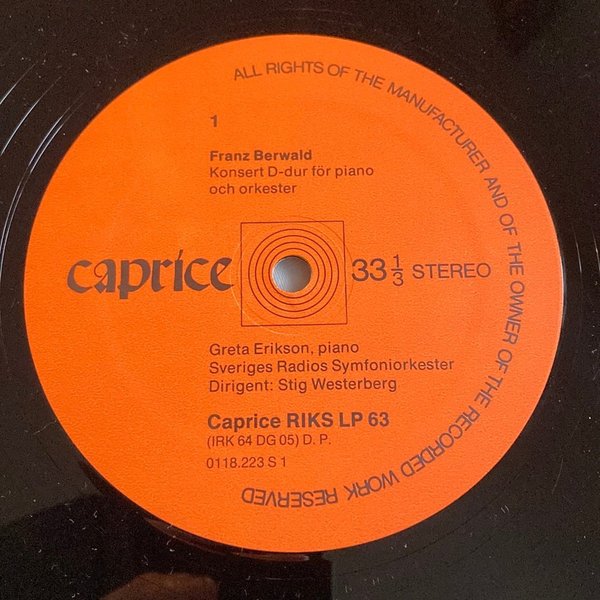 ALL RIGHTS OF THE MANUFACTURER AND OF THE OWNER OF THE RECORDED WORK RESERVED
1
Franz Berwald
Konsert D-dur för piano
och orkester
caprice
33 1/3 STEREO
Greta Erikson, piano
Sveriges Radios Symfoniorkester
Dirigent: Stig Westerberg
Caprice RIKS LP 63
(IRK 64 DG 05) D. P.
0118.223 S 1